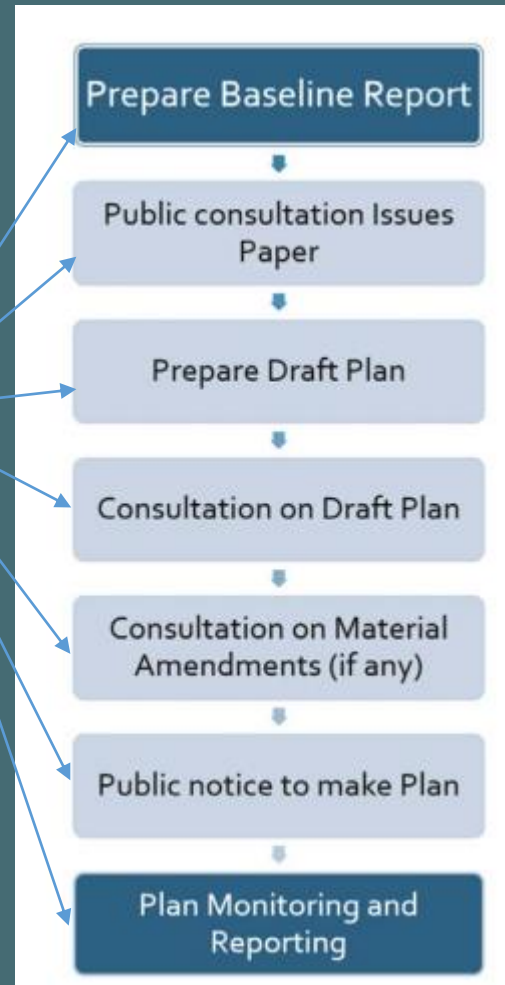 Prepare Baseline Report
Public consultation Issues
Paper
Prepare Draft Plan
Consultation on Draft Plan
Consultation on Material
Amendments (if any)
Public notice to make Plan
Plan Monitoring and
Reporting